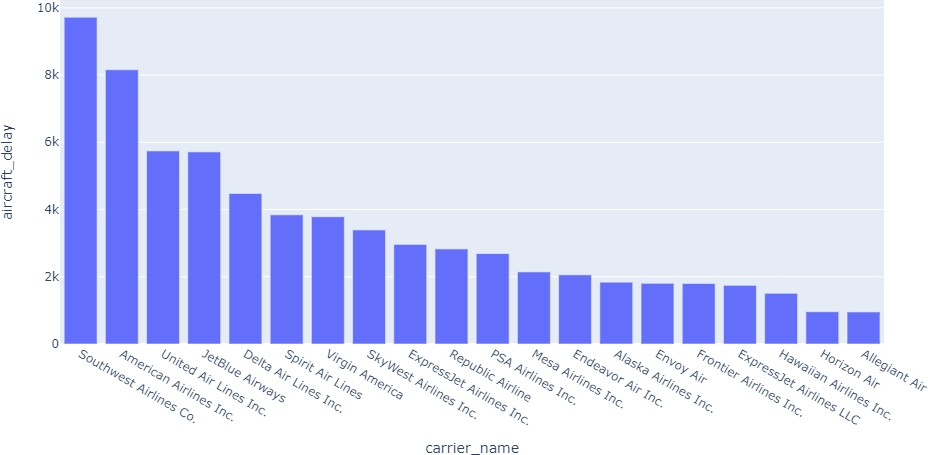 10k
8k
6k
4k
2k
0
aircraft_delay
Southwest Airlines Co.
American Airlines Inc.
United Air Lines Inc.
JetBlue Airways
Delta Air Lines Inc.
Spirit Air Lines
Virgin America
SkyWest Airlines Inc.
ExpressJet Airlines Inc.
Republic Airline
PSA Airlines Inc.
Mesa Airlines Inc.
Endeavor Air Inc.
Alaska Airlines Inc.
Envoy Air
Frontier Airlines Inc.
ExpressJet Airlines LLC
Hawaiian Airlines Inc.
Horizon Air
Allegiant Air
carrier_name